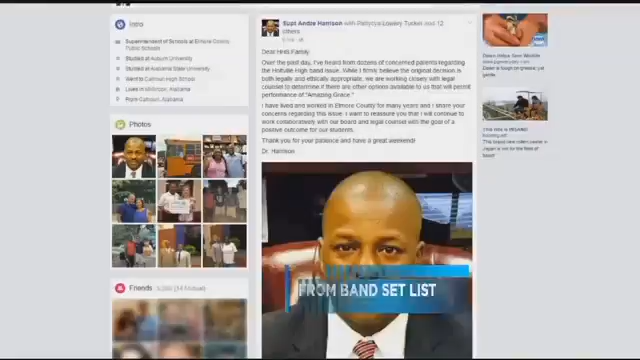 Intro
Superintendent of Schools at Elmore County
Public Schools
Studied at Auburn University
Studied at Alabama State University
Went to Calhoun High School
Lives in Millbrook, Alabama
From Calhoun, Alabama
Photos
Friends
Supt Andre Harrison with Patrycya Lowery Tucker and 12
others
Dear HHS Family,
Over the past day, I've heard from dozens of concerned parents regarding
the Holtville High band issue. While I firmly believe the original decision is
both legally and ethically appropriate, we are working closely with legal
counsel to determine if there are other options available to us that will permit
performance of "Amazing Grace."
I have lived and worked in Elmore County for many years and I share your
concerns regarding this issue. I want to reassure you that I will continue to
work collaboratively with our board and legal counsel with the goal of a
positive outcome for our students.
Thank you for your patience and have a great weekend!
Dr. Harrison
FROM BAND SET LIST